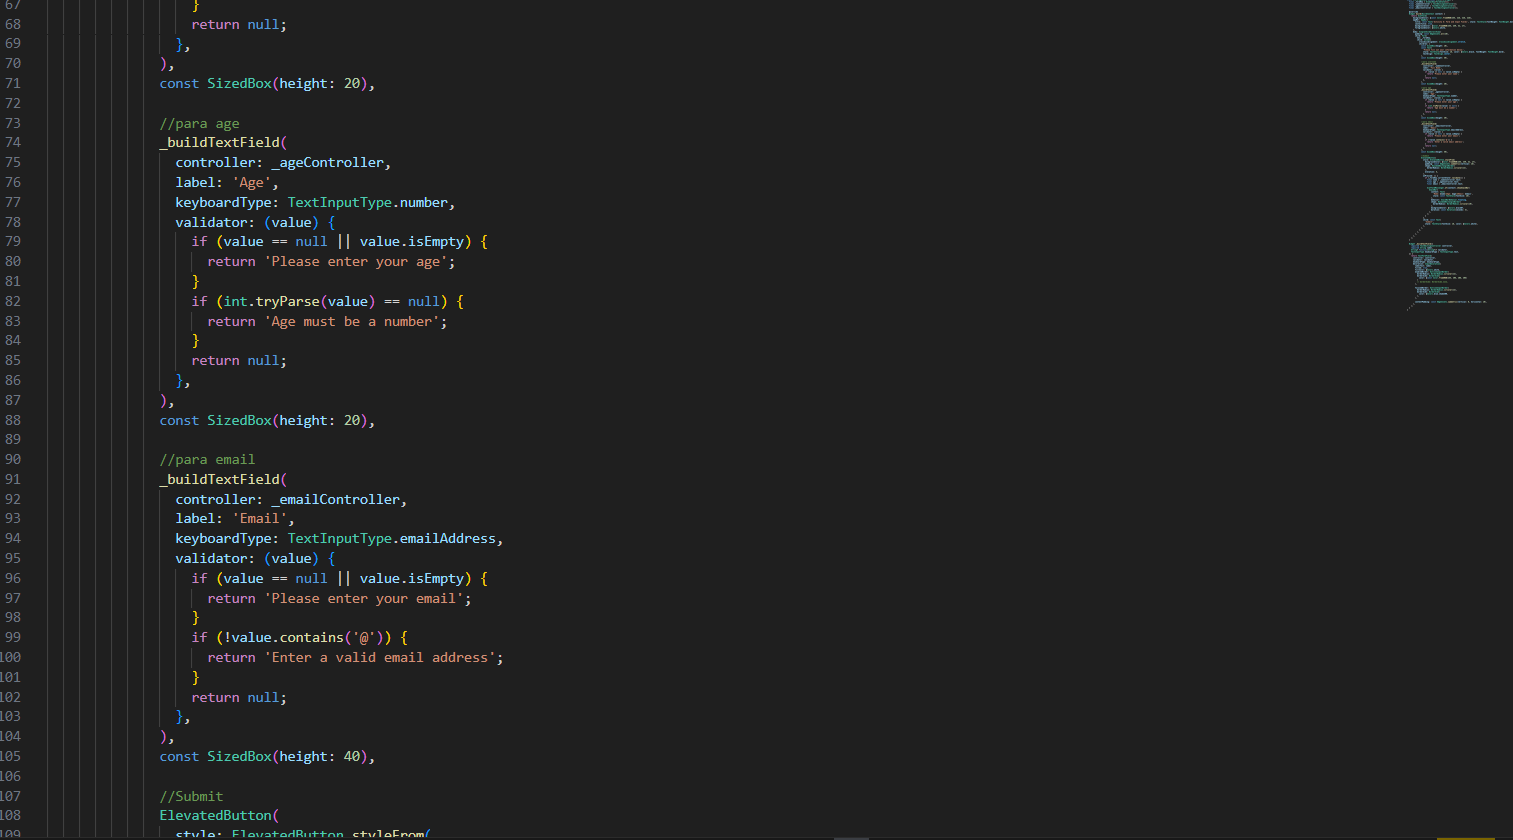 67 }
68 return null;
69 },
70 ),
71 const SizedBox(height: 20),
72
73 //para age
74 _buildTextField(
75 controller: _ageController,
76 label: 'Age',
77 keyboardType: TextInputType.number,
78 validator: (value) {
79 if (value == null || value.isEmpty) {
80 return 'Please enter your age';
81 }
82 if (int.tryParse(value) == null) {
83 return 'Age must be a number';
84 }
85 return null;
86 },
87 ),
88 const SizedBox(height: 20),
89
90 //para email
91 _buildTextField(
92 controller: _emailController,
93 label: 'Email',
94 keyboardType: TextInputType.emailAddress,
95 validator: (value) {
96 if (value == null || value.isEmpty) {
97 return 'Please enter your email';
98 }
99 if (!value.contains('@')) {
100 return 'Enter a valid email address';
101 }
102 return null;
103 },
104 ),
105 const SizedBox(height: 40),
106
107 //Submit
108 ElevatedButton(
109 style: ElevatedButton.styleFrom(